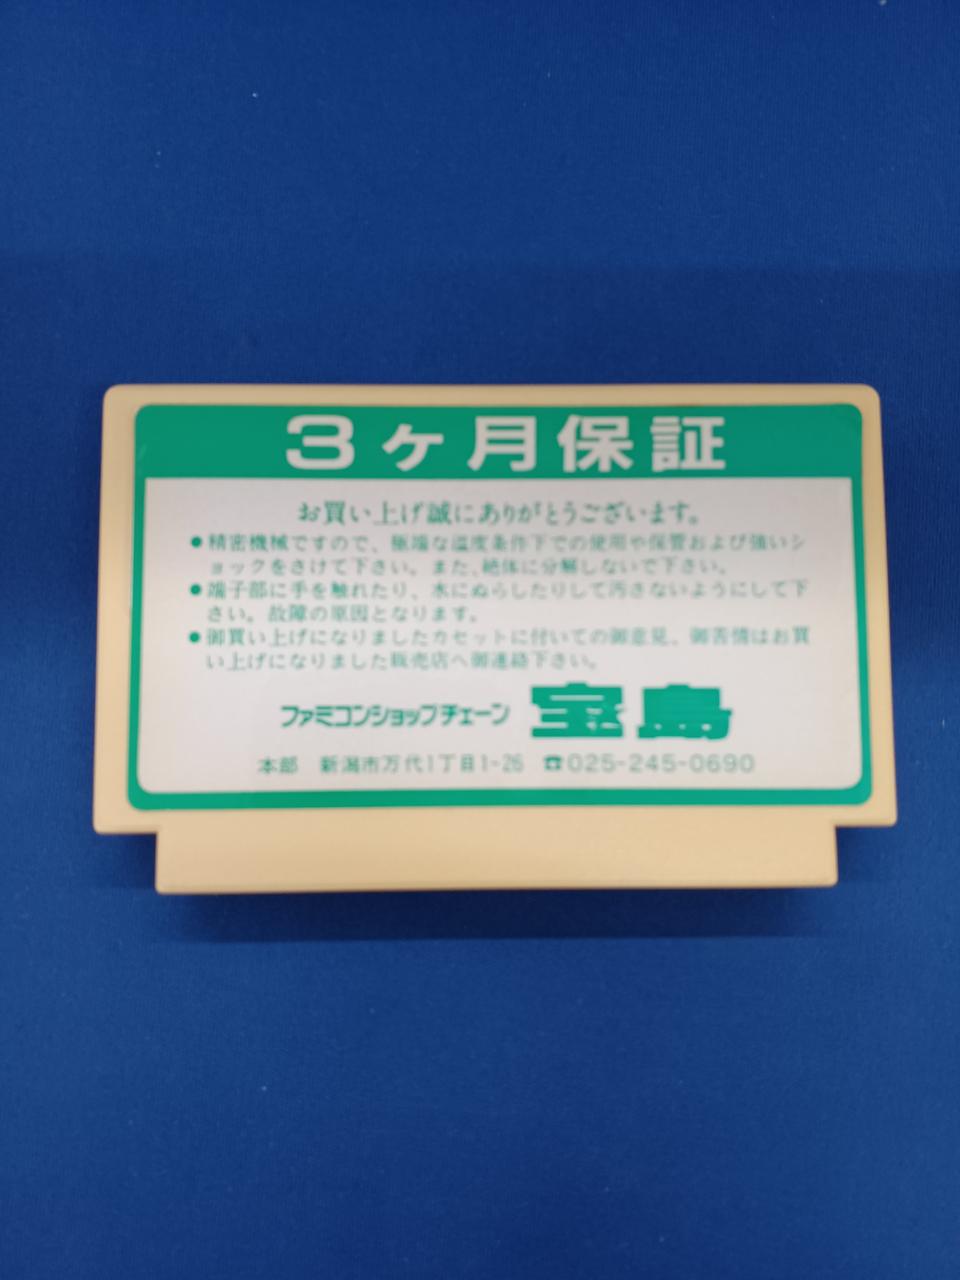 3ヶ月保証
お買い上げ誠にありがとうございます。
●精密機械ですので、極端な温度条件下での使用や保管および強いシ
ョックをさけて下さい。また、絶体に分解しないで下さい。
●端子部に手を触れたり、水にぬらしたりして汚さないようにして下
さい。故障の原因となります。
●御買い上げになりましたカセットに付いての御意見、御苦情はお買
い上げになりました販売店へ御連絡下さい。
ファミコンショップチェーン 宝島
本部 新潟市万代1丁目1-26 ☎025-245-0690